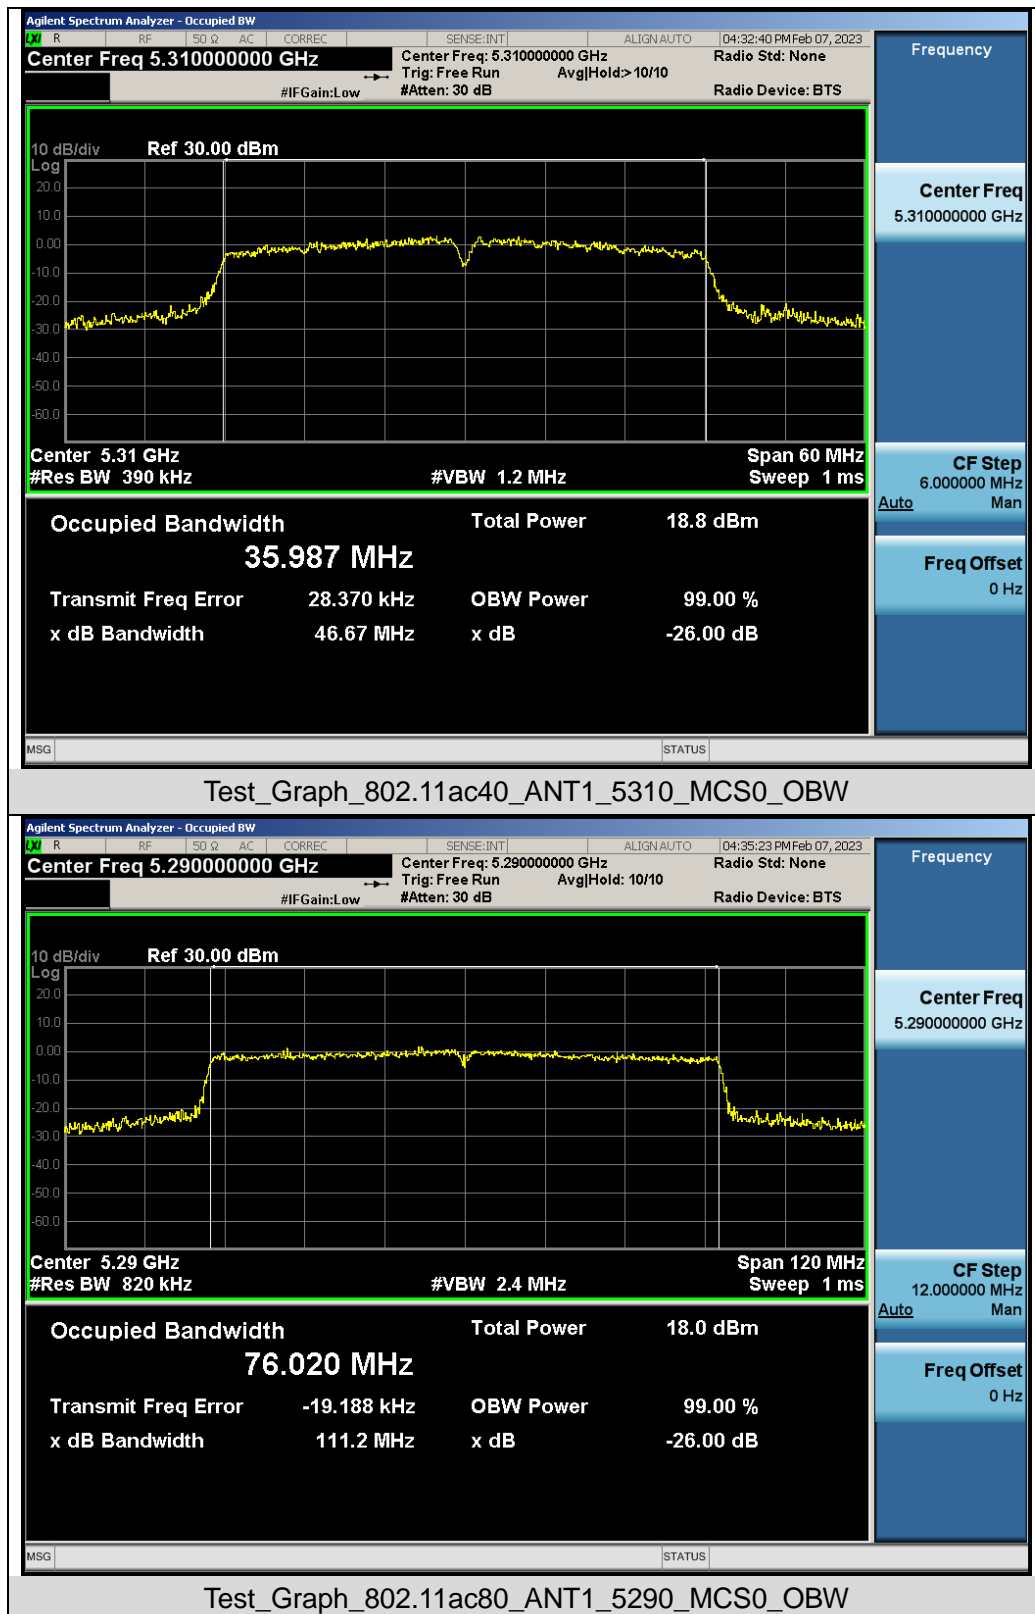 Agilent Spectrum Analyzer - Occupied BW
LXI R RF 50 Ω AC CORREC SENSE:INT ALIGN AUTO 04:32:40 PM Feb 07, 2023
Center Freq 5.310000000 GHz Center Freq: 5.310000000 GHz Radio Std: None Frequency
Trig: Free Run Avg|Hold:>10/10
#IFGain:Low #Atten: 30 dB Radio Device: BTS
10 dB/div Ref 30.00 dBm
Log
20.0
10.0
0.00
-10.0
-20.0
-30.0
-40.0
-50.0
-60.0
Center Freq
5.310000000 GHz
Center 5.31 GHz Span 60 MHz
#Res BW 390 kHz #VBW 1.2 MHz Sweep 1 ms
CF Step
6.000000 MHz
Auto Man
Occupied Bandwidth Total Power 18.8 dBm
35.987 MHz
Transmit Freq Error 28.370 kHz OBW Power 99.00 %
x dB Bandwidth 46.67 MHz x dB -26.00 dB
Freq Offset
0 Hz
MSG STATUS
Test_Graph_802.11ac40_ANT1_5310_MCS0_OBW
Agilent Spectrum Analyzer - Occupied BW
LXI R RF 50 Ω AC CORREC SENSE:INT ALIGN AUTO 04:35:23 PM Feb 07, 2023
Center Freq 5.290000000 GHz Center Freq: 5.290000000 GHz Radio Std: None Frequency
Trig: Free Run Avg|Hold: 10/10
#IFGain:Low #Atten: 30 dB Radio Device: BTS
10 dB/div Ref 30.00 dBm
Log
20.0
10.0
0.00
-10.0
-20.0
-30.0
-40.0
-50.0
-60.0
Center Freq
5.290000000 GHz
Center 5.29 GHz Span 120 MHz
#Res BW 820 kHz #VBW 2.4 MHz Sweep 1 ms
CF Step
12.000000 MHz
Auto Man
Occupied Bandwidth Total Power 18.0 dBm
76.020 MHz
Transmit Freq Error -19.188 kHz OBW Power 99.00 %
x dB Bandwidth 111.2 MHz x dB -26.00 dB
Freq Offset
0 Hz
MSG STATUS
Test_Graph_802.11ac80_ANT1_5290_MCS0_OBW